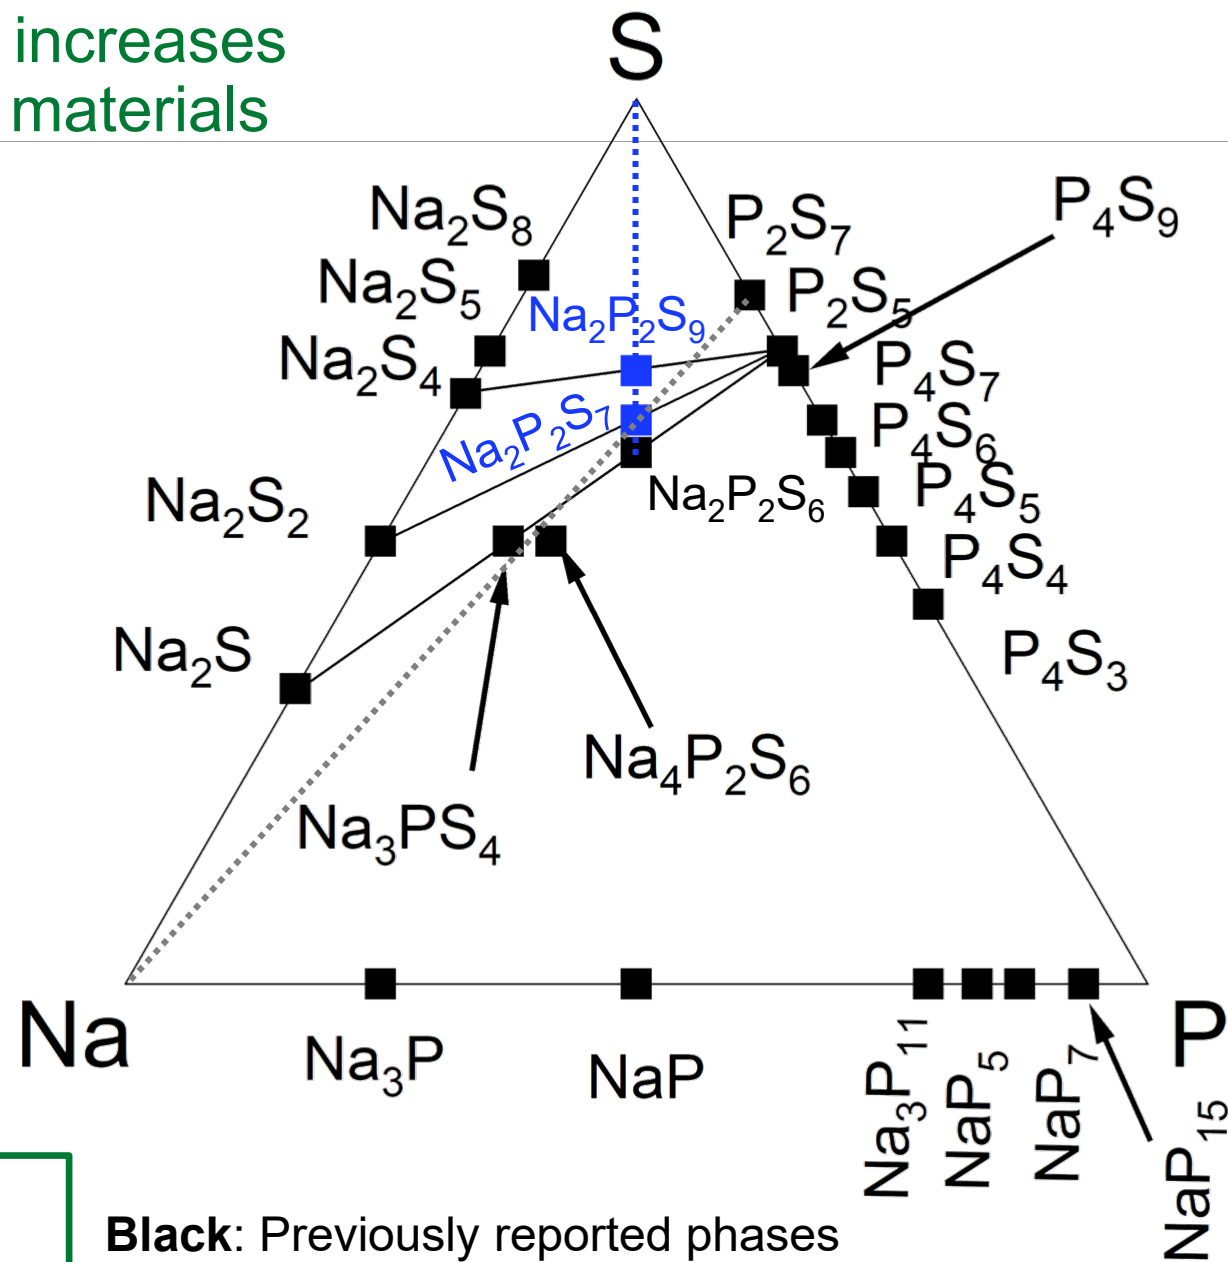 increases
materials
S
Na₂S₈
P₂S₇
P₄S₉
Na₂S₅
P₂S₅
Na₂P₂S₉
Na₂S₄
P₄S₇
Na₂P₂S₇
P₄S₆
Na₂S₂
Na₂P₂S₆
P₄S₅
P₄S₄
Na₂S
P₄S₃
Na₄P₂S₆
Na₃PS₄
Na
P
Na₃P
NaP
Na₃P₁₁
NaP₅
NaP₇
NaP₁₅
Black: Previously reported phases